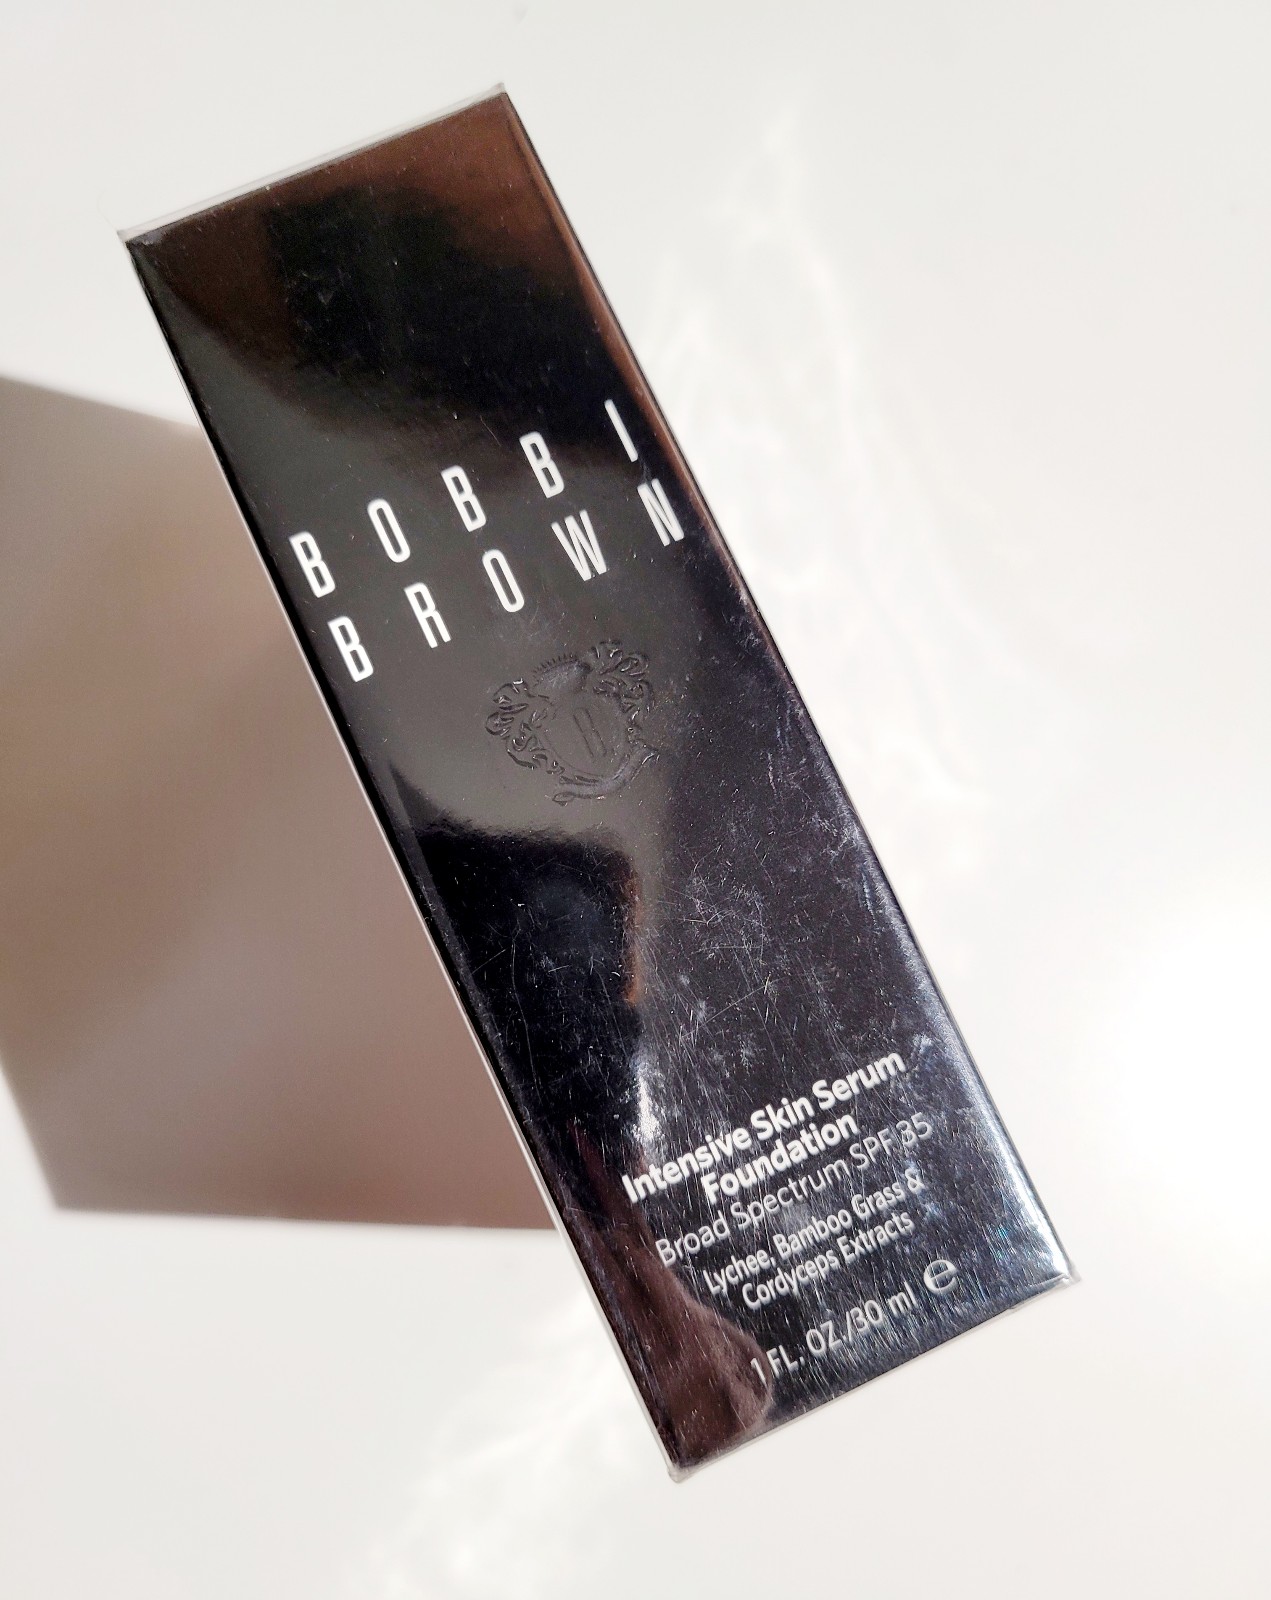 BOBBI
BROWN
B
Intensive Skin Serum
Foundation
Broad Spectrum SPF 35
Lychee, Bamboo Grass &
Cordyceps Extracts
1 FL. OZ./30 ml ℮